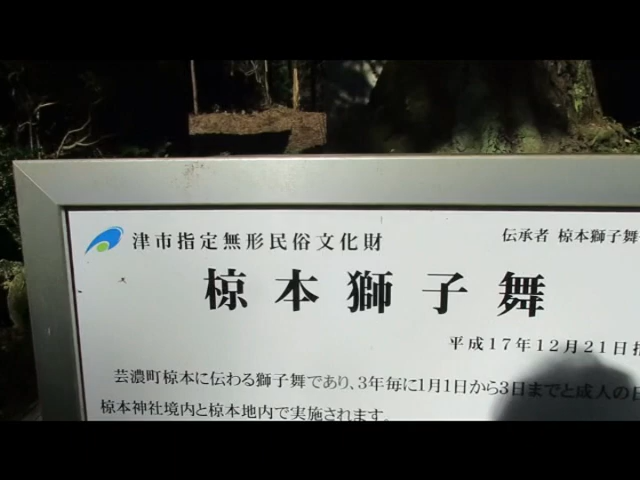 津市指定無形民俗文化財
伝承者 椋本獅子舞
椋本獅子舞
平成17年12月21日指
芸濃町椋本に伝わる獅子舞であり、3年毎に1月1日から3日までと成人の日
椋本神社境内と椋本地内で実施されます。